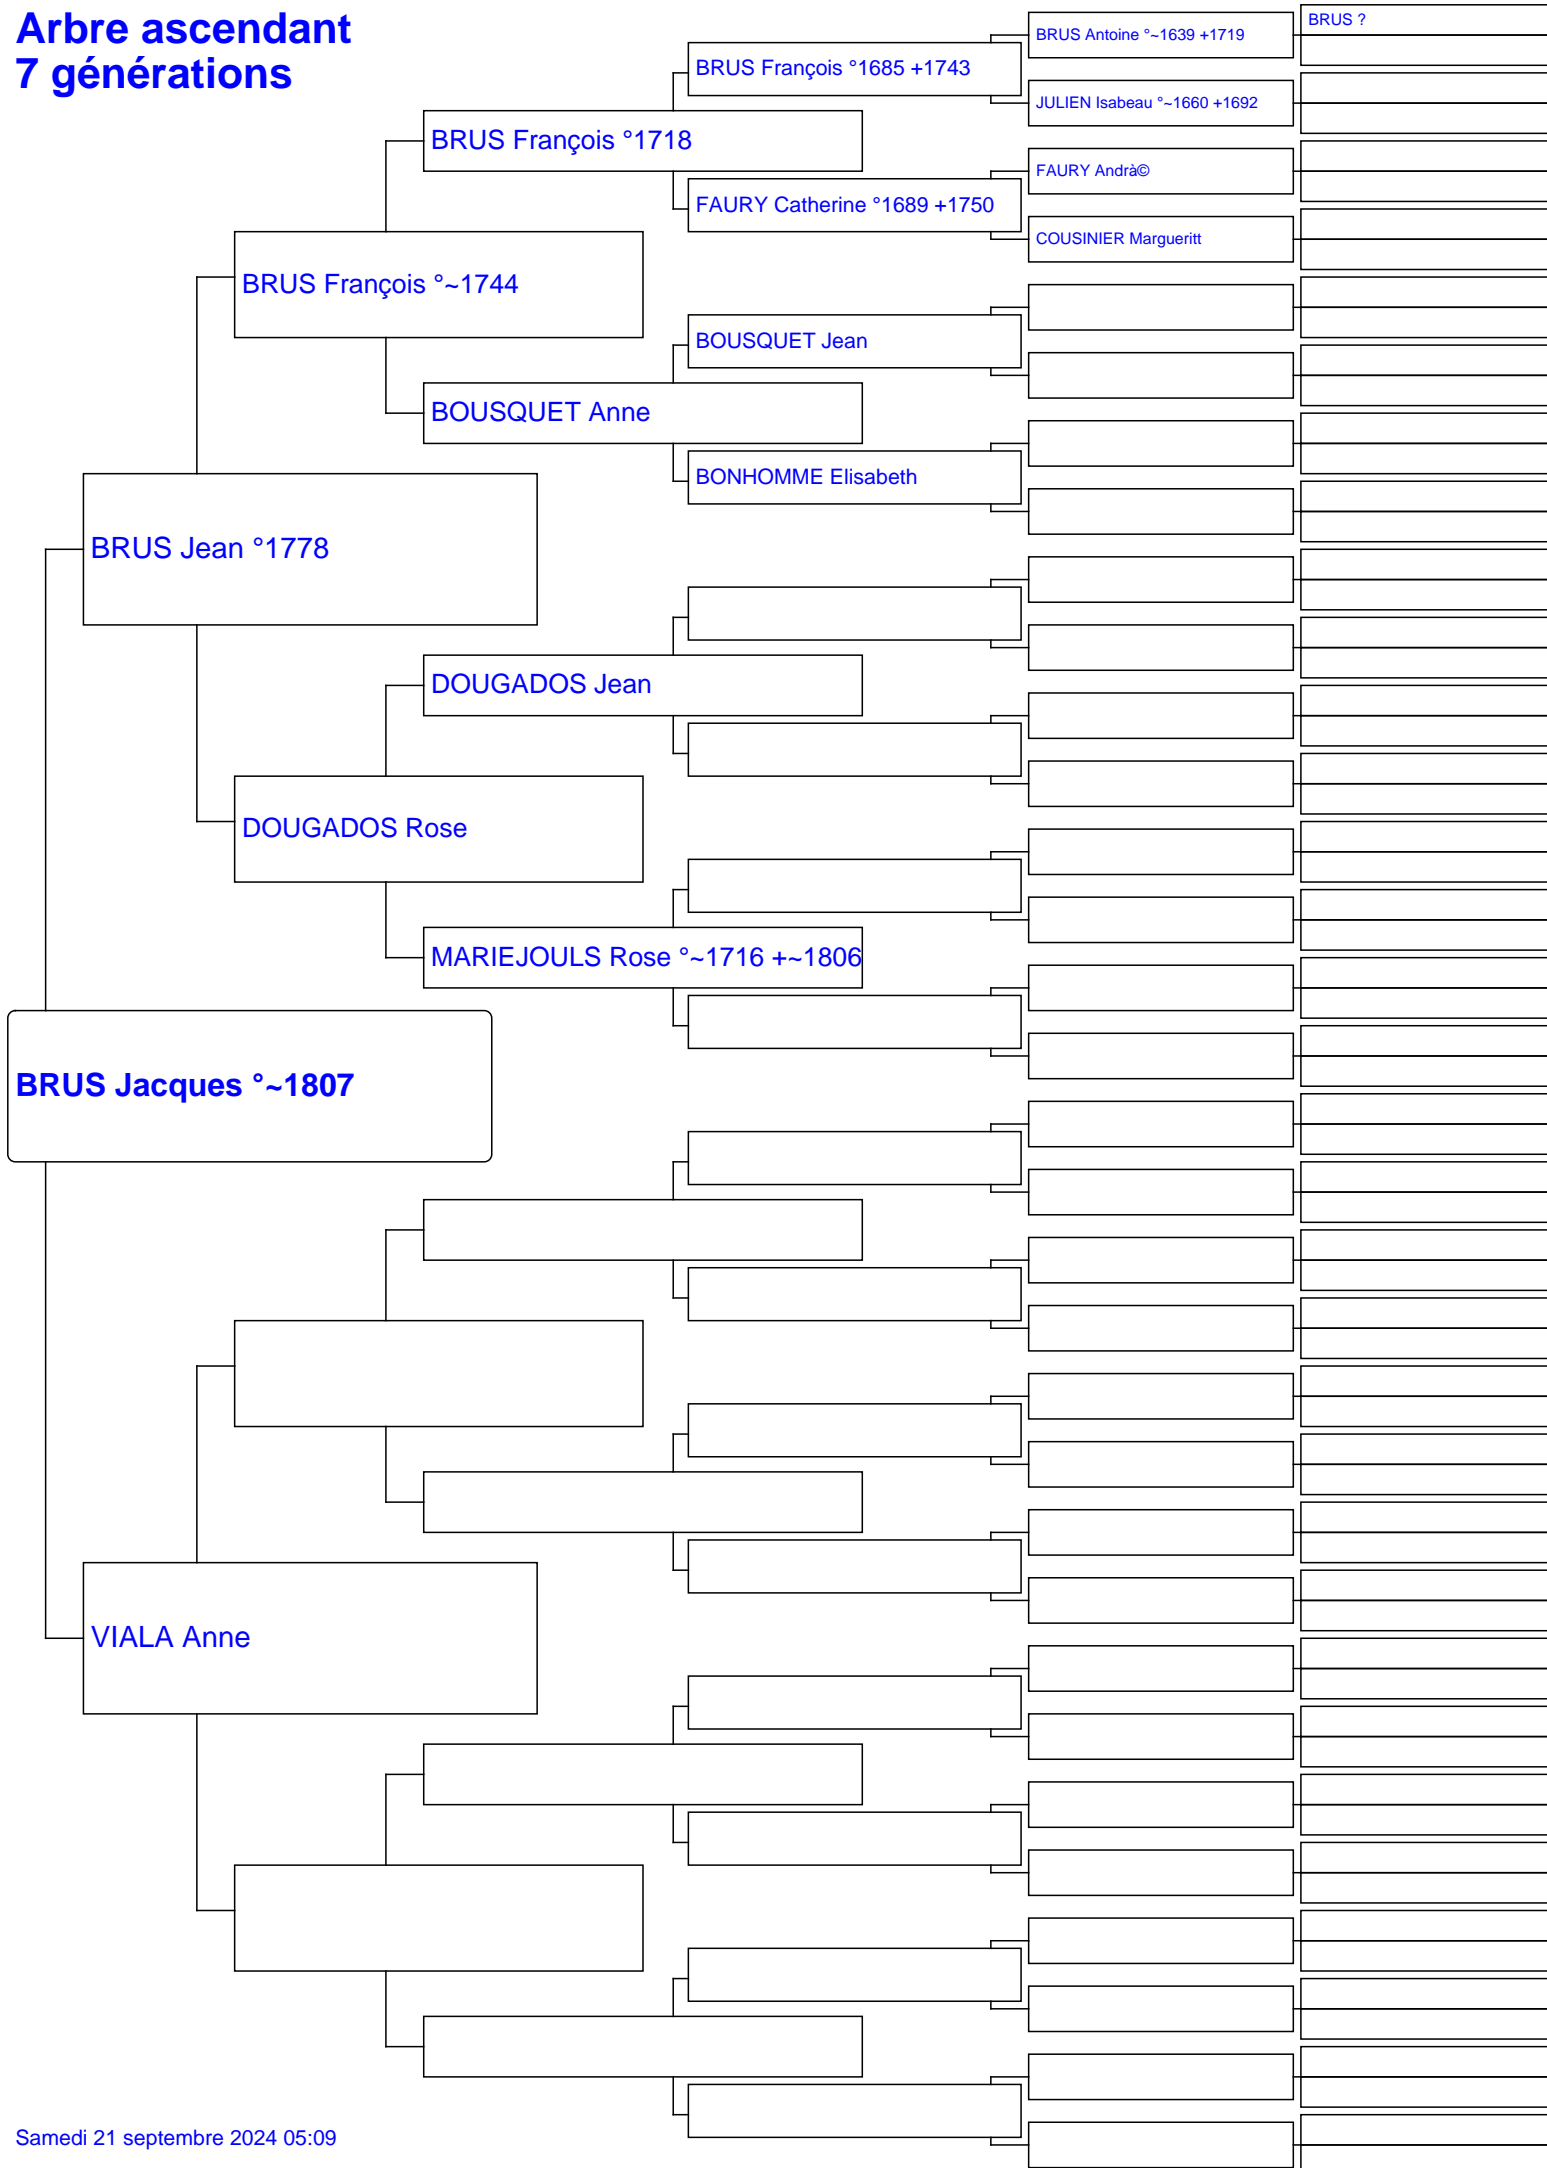 Arbre ascendant
7 générations
BRUS ?
BRUS Antoine °~1639 +1719
BRUS François °1685 +1743
JULIEN Isabeau °~1660 +1692
BRUS François °1718
FAURY Andrà©
FAURY Catherine °1689 +1750
COUSINIER Margueritt
BRUS François °~1744
BOUSQUET Jean
BOUSQUET Anne
BONHOMME Elisabeth
BRUS Jean °1778
DOUGADOS Jean
DOUGADOS Rose
MARIEJOULS Rose °~1716 +~1806
BRUS Jacques °~1807
VIALA Anne
Samedi 21 septembre 2024 05:09